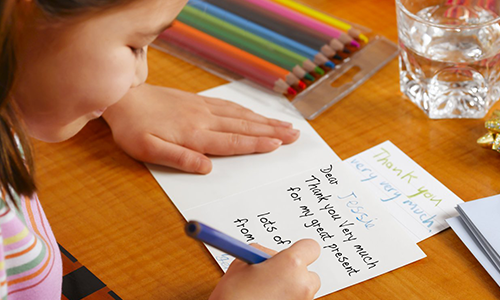 Dear Jessie
Thank you Very Much
for my great present
lots of
from
Thank you
very very much